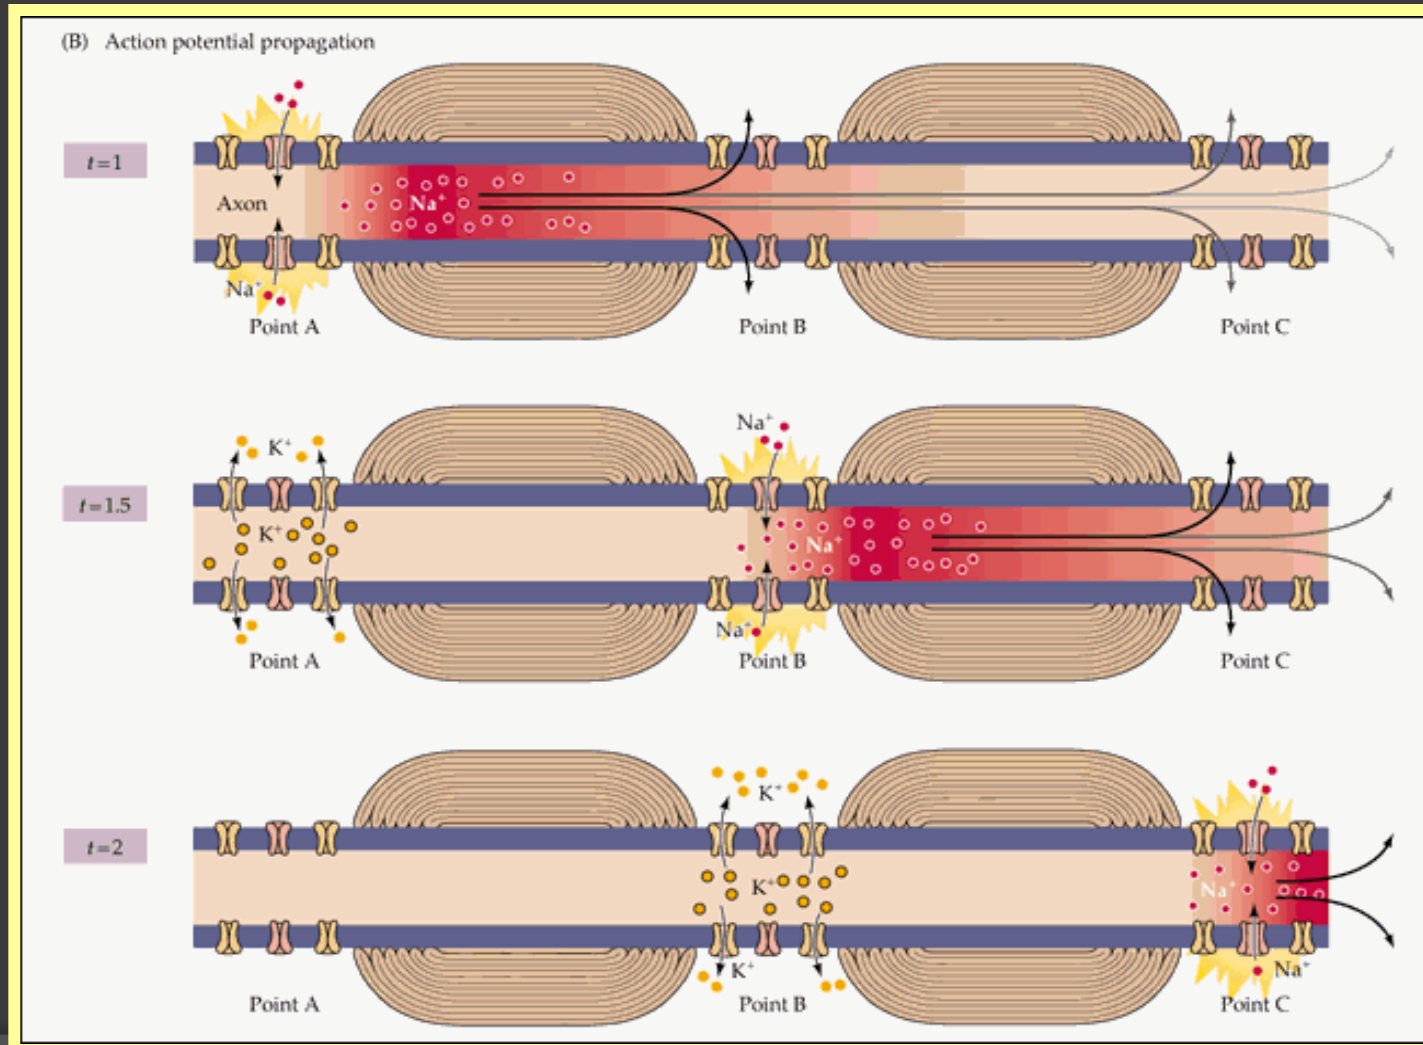 (B) Action potential propagation
t=1
Axon
Na⁺
Na⁺
Point A
Point B
Point C
Na⁺
K⁺
t=1.5
K⁺
Na⁺
Na⁺
Point A
Point B
Point C
K⁺
t=2
K⁺
Na⁺
K⁺
Na⁺
Point A
Point B
Point C